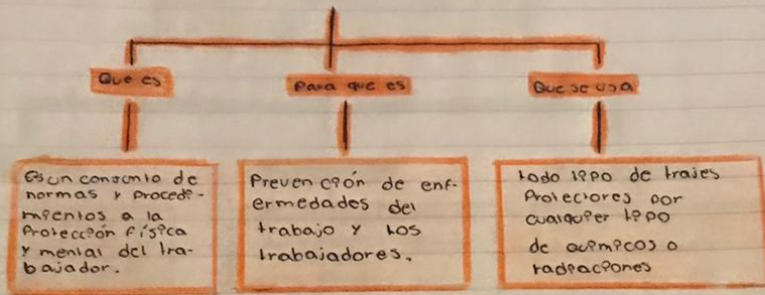 Que es
Para que es
Que se usa
Es un consunto de
normas y procedi-
mientos a la
Protección física
y mental del tra-
bajador.
Prevención de enf-
ermedades del
trabajo y los
trabajadores.
todo tipo de trajes
Protectores por
cualquier tipo
de quimicos o
radiaciones